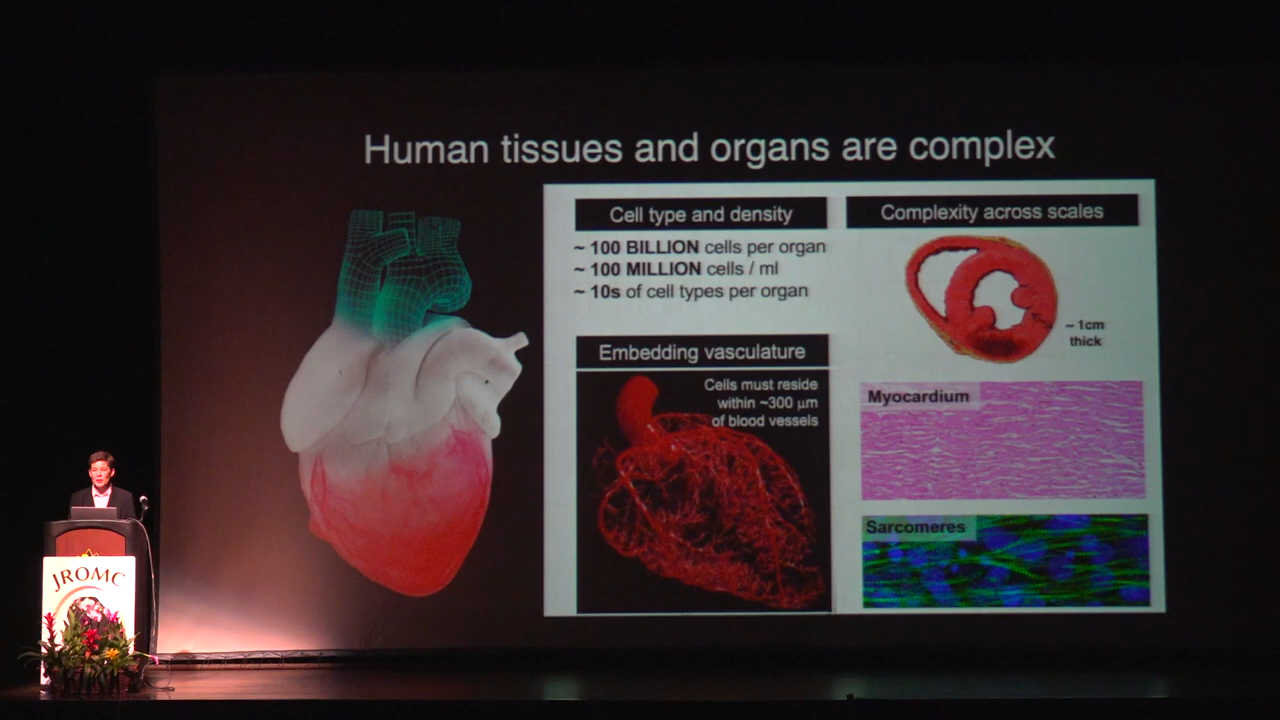 Human tissues and organs are complex
Cell type and density
~ 100 BILLION cells per organ
~ 100 MILLION cells / ml
~ 10s of cell types per organ
Complexity across scales
~ 1cm
thick
Embedding vasculature
Cells must reside
within ~300 μm
of blood vessels
Myocardium
Sarcomeres
JROMC